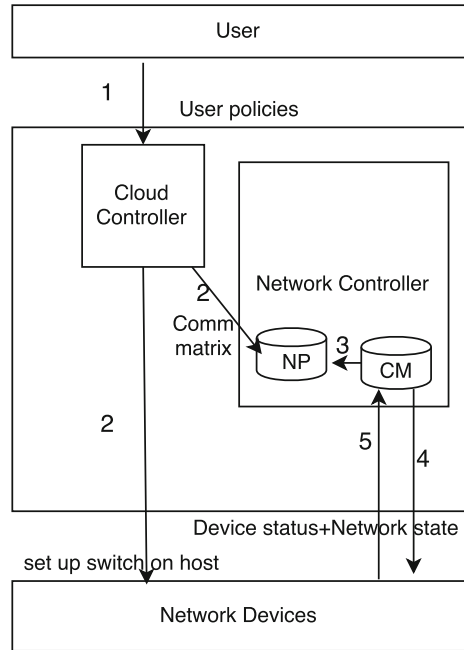 User
1
User policies
Cloud
Controller
Network Controller
2
Comm
matrix
NP
3
CM
2
5
4
Device status+Network state
set up switch on host
Network Devices